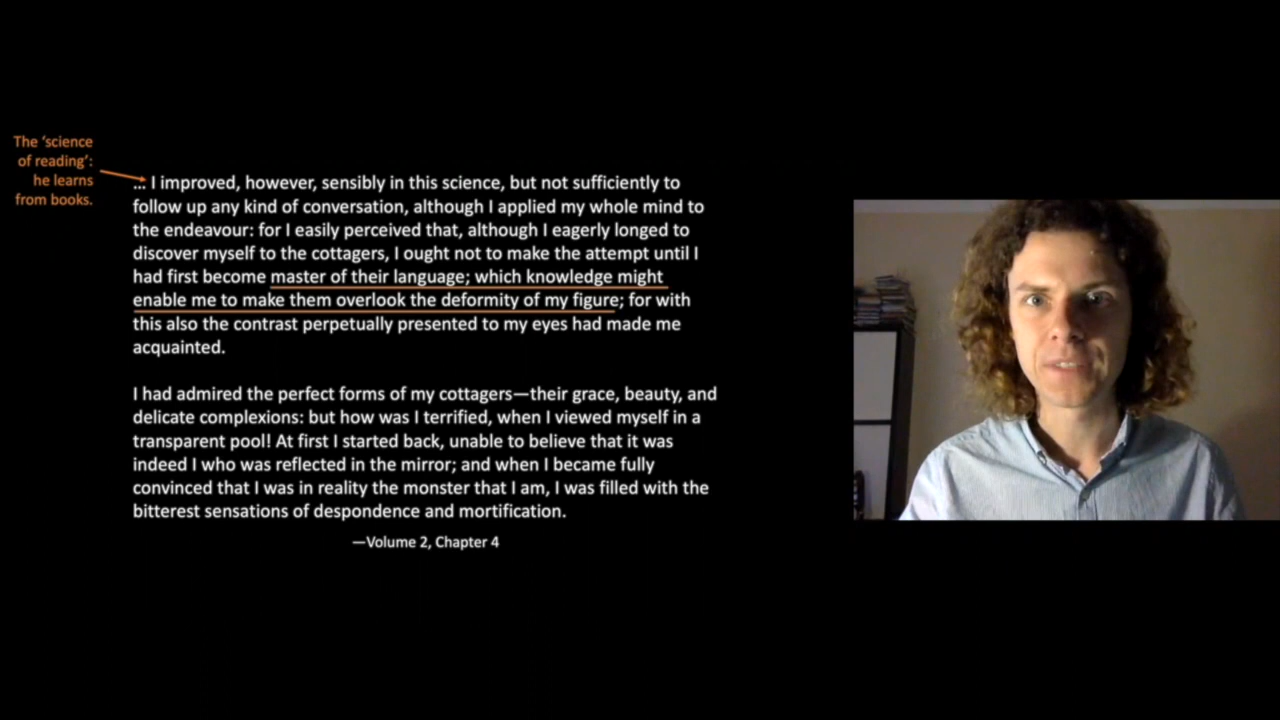 The ‘science
of reading’:
he learns
from books.
... I improved, however, sensibly in this science, but not sufficiently to
follow up any kind of conversation, although I applied my whole mind to
the endeavour: for I easily perceived that, although I eagerly longed to
discover myself to the cottagers, I ought not to make the attempt until I
had first become master of their language; which knowledge might
enable me to make them overlook the deformity of my figure; for with
this also the contrast perpetually presented to my eyes had made me
acquainted.
I had admired the perfect forms of my cottagers—their grace, beauty, and
delicate complexions: but how was I terrified, when I viewed myself in a
transparent pool! At first I started back, unable to believe that it was
indeed I who was reflected in the mirror; and when I became fully
convinced that I was in reality the monster that I am, I was filled with the
bitterest sensations of despondence and mortification.
—Volume 2, Chapter 4